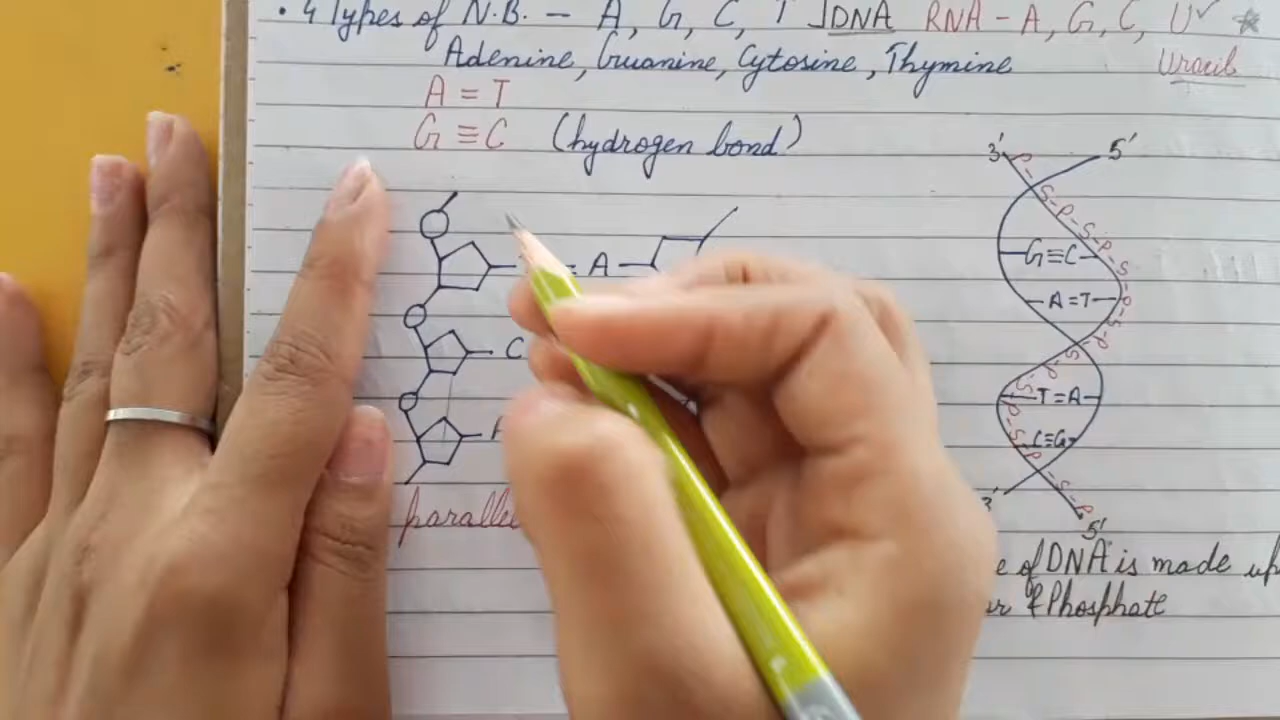 • 4 Types of N.B. – A, G, C, T ]DNA RNA – A, G, C, U✓ ☆
Adenine, Guanine, Cytosine, Thymine Uracil
A = T
G ≡ C (hydrogen bond)
3' 5'
P-S-P-S-P-S-P-S-P-S-P-S-P-S-P-S-P
G≡C
= A
A=T
C
T=A
C≡G
3'
parallel
5'
of DNA is made up
& Phosphate